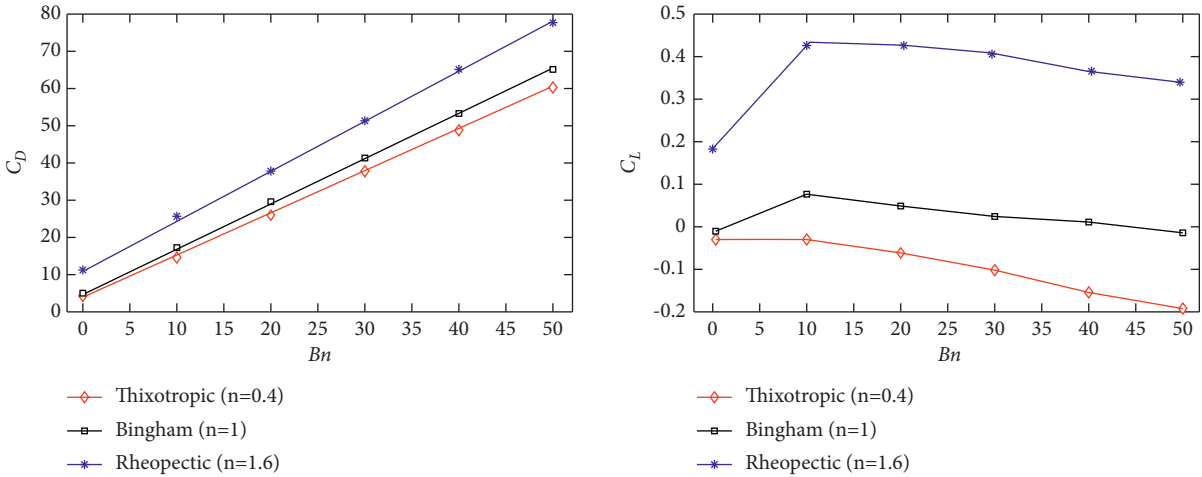 80
70
60
50
40
30
20
10
0
C_D
0 5 10 15 20 25 30 35 40 45 50
Bn
Thixotropic (n=0.4)
Bingham (n=1)
Rheopectic (n=1.6)
0.5
0.4
0.3
0.2
0.1
0
-0.1
-0.2
C_L
0 5 10 15 20 25 30 35 40 45 50
Bn
Thixotropic (n=0.4)
Bingham (n=1)
Rheopectic (n=1.6)